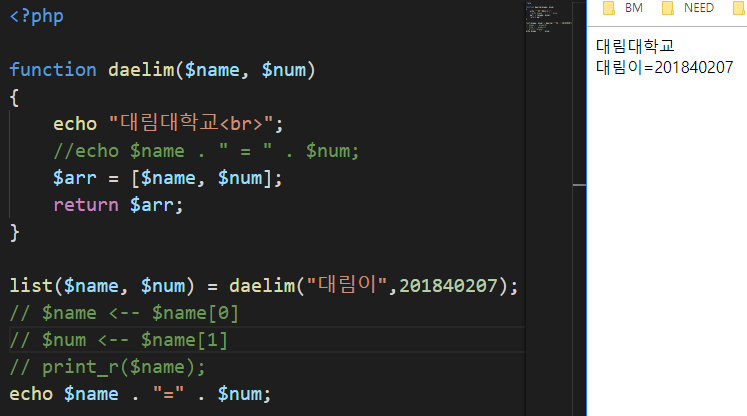 <?php
function daelim($name, $num)
{
echo "대림대학교<br>";
//echo $name . " = " . $num;
$arr = [$name, $num];
return $arr;
}
list($name, $num) = daelim("대림이",201840207);
// $name <-- $name[0]
// $num <-- $name[1]
// print_r($name);
echo $name . "=" . $num;
BM NEED
대림대학교
대림이=201840207